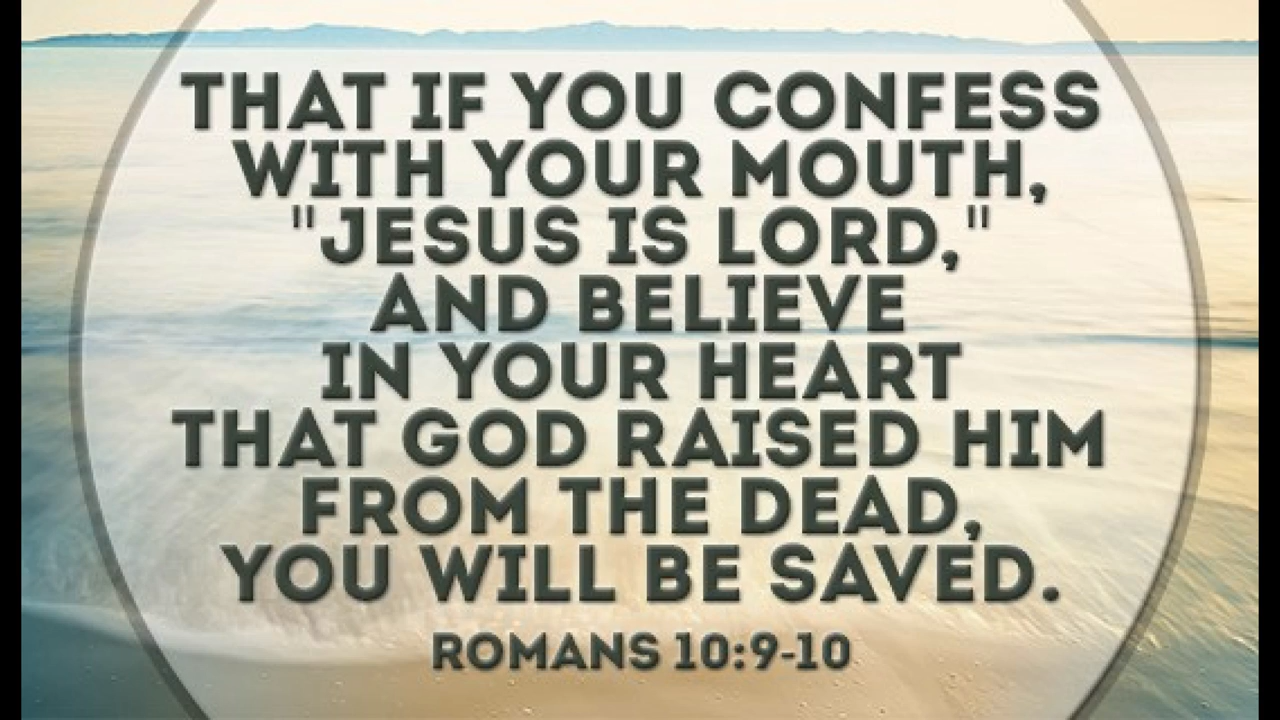 THAT IF YOU CONFESS
WITH YOUR MOUTH,
"JESUS IS LORD,"
AND BELIEVE
IN YOUR HEART
THAT GOD RAISED HIM
FROM THE DEAD,
YOU WILL BE SAVED.
ROMANS 10:9-10